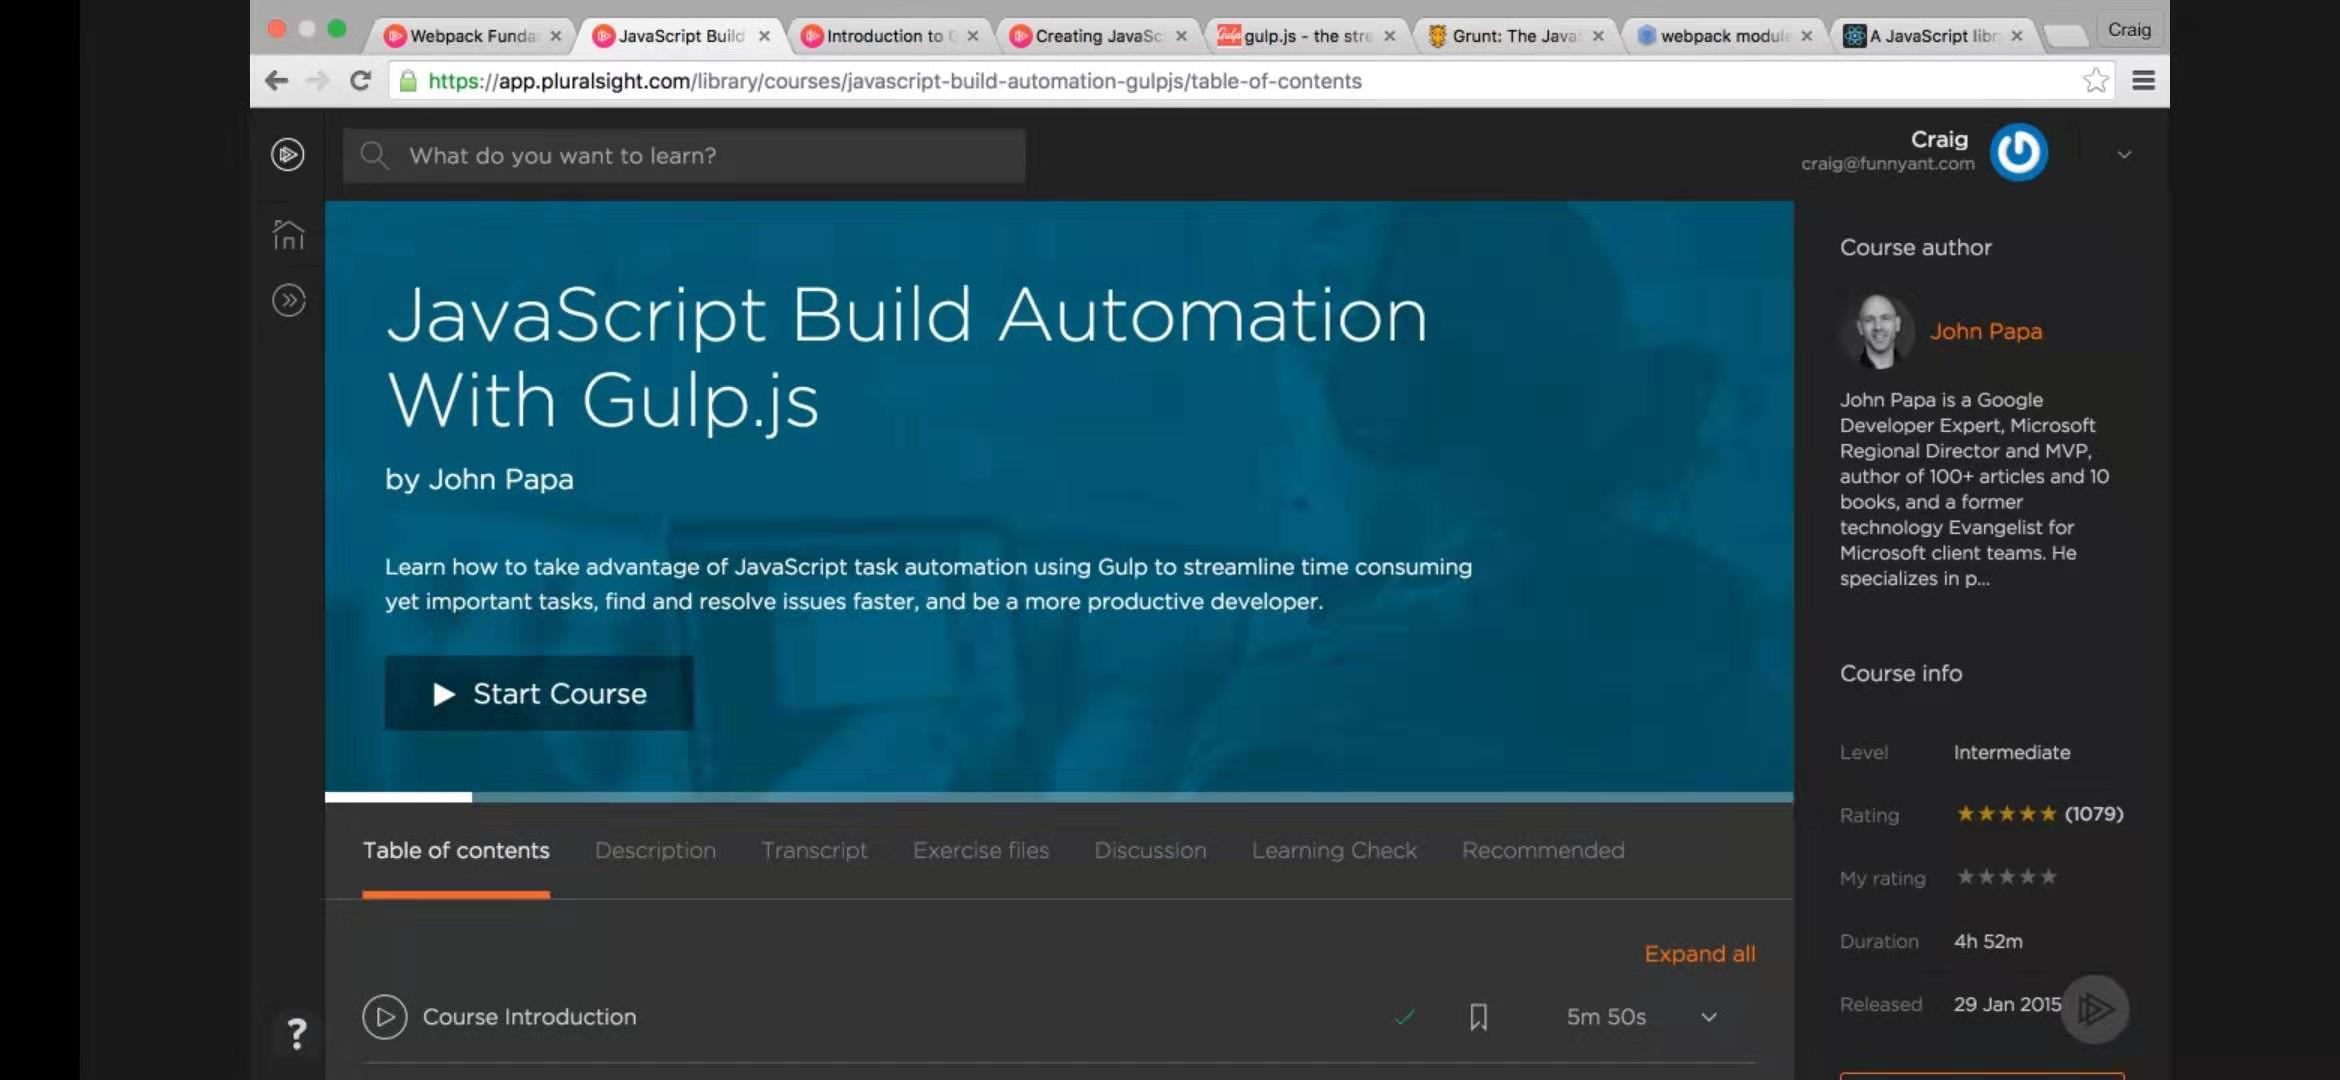 Webpack Funda
JavaScript Build
Introduction to G
Creating JavaSc
gulp.js - the stre
Grunt: The Java
webpack module
A JavaScript libr
Craig
https://app.pluralsight.com/library/courses/javascript-build-automation-gulpjs/table-of-contents
What do you want to learn?
Craig
craig@funnyant.com
JavaScript Build Automation
With Gulp.js
by John Papa
Learn how to take advantage of JavaScript task automation using Gulp to streamline time consuming
yet important tasks, find and resolve issues faster, and be a more productive developer.
Start Course
Course author
John Papa
John Papa is a Google
Developer Expert, Microsoft
Regional Director and MVP,
author of 100+ articles and 10
books, and a former
technology Evangelist for
Microsoft client teams. He
specializes in p...
Course info
Level Intermediate
Rating (1079)
My rating
Duration 4h 52m
Released 29 Jan 2015
Table of contents Description Transcript Exercise files Discussion Learning Check Recommended
Expand all
Course Introduction 5m 50s
?